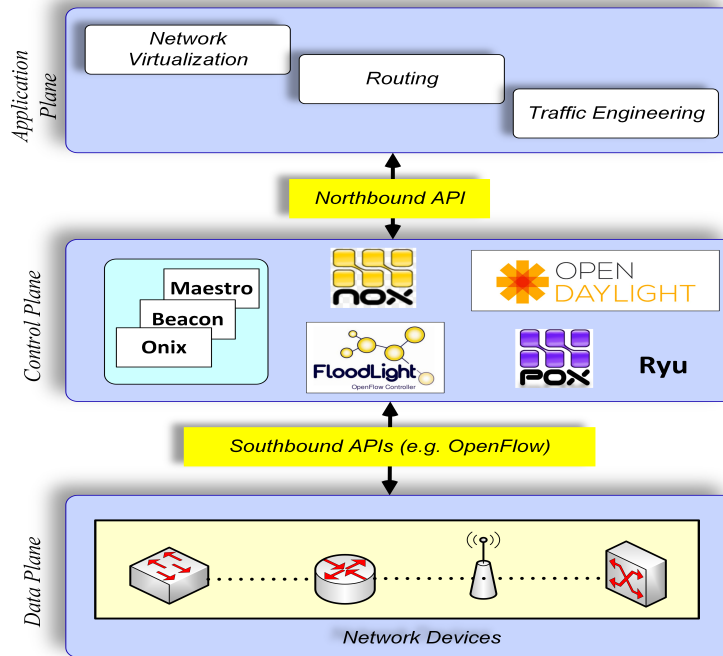 Application
Plane
Network
Virtualization
Routing
Traffic Engineering
Northbound API
Control Plane
Maestro
Beacon
Onix
NOX
OPEN
DAYLIGHT
FLOODLIGHT
OpenFlow Controller
POX
Ryu
Southbound APIs (e.g. OpenFlow)
Data Plane
Network Devices